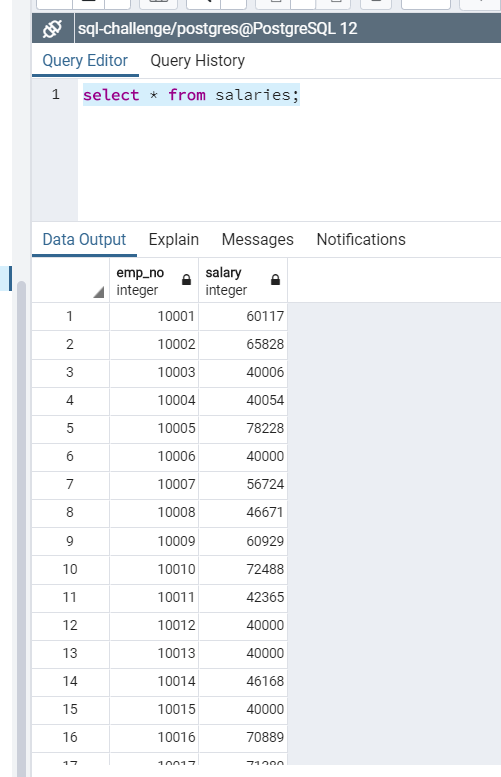 sql-challenge/postgres@PostgreSQL 12
Query Editor Query History
1 select * from salaries;
Data Output Explain Messages Notifications
emp_no salary
integer integer
1 10001 60117
2 10002 65828
3 10003 40006
4 10004 40054
5 10005 78228
6 10006 40000
7 10007 56724
8 10008 46671
9 10009 60929
10 10010 72488
11 10011 42365
12 10012 40000
13 10013 40000
14 10014 46168
15 10015 40000
16 10016 70889
17 10017